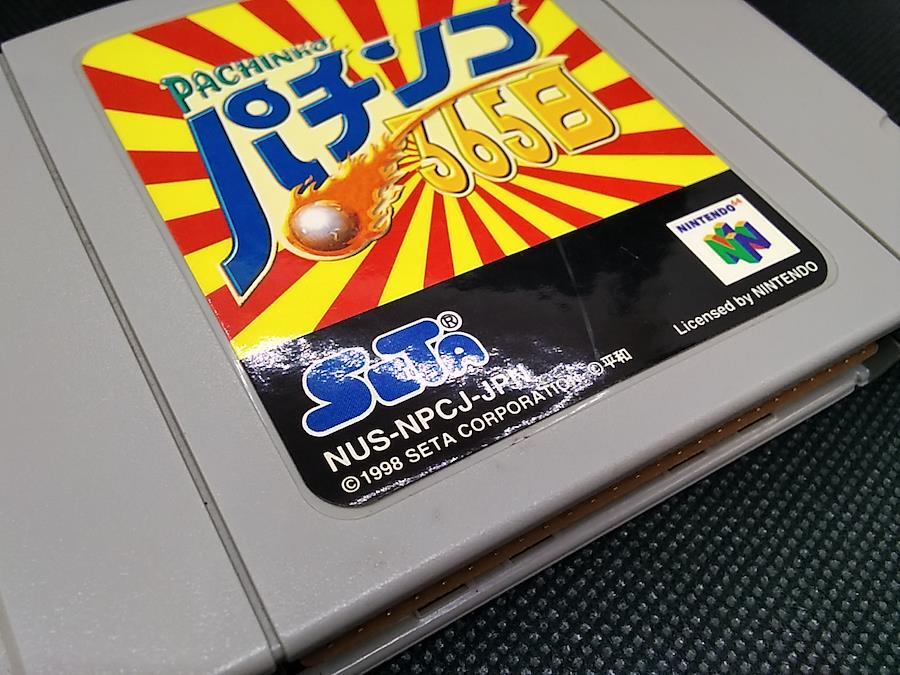 PACHINKO
パチンコ
365日
NINTENDO64
Licensed by NINTENDO
SETA®
NUS-NPCJ-JPN
©1998 SETA CORPORATION ©平和